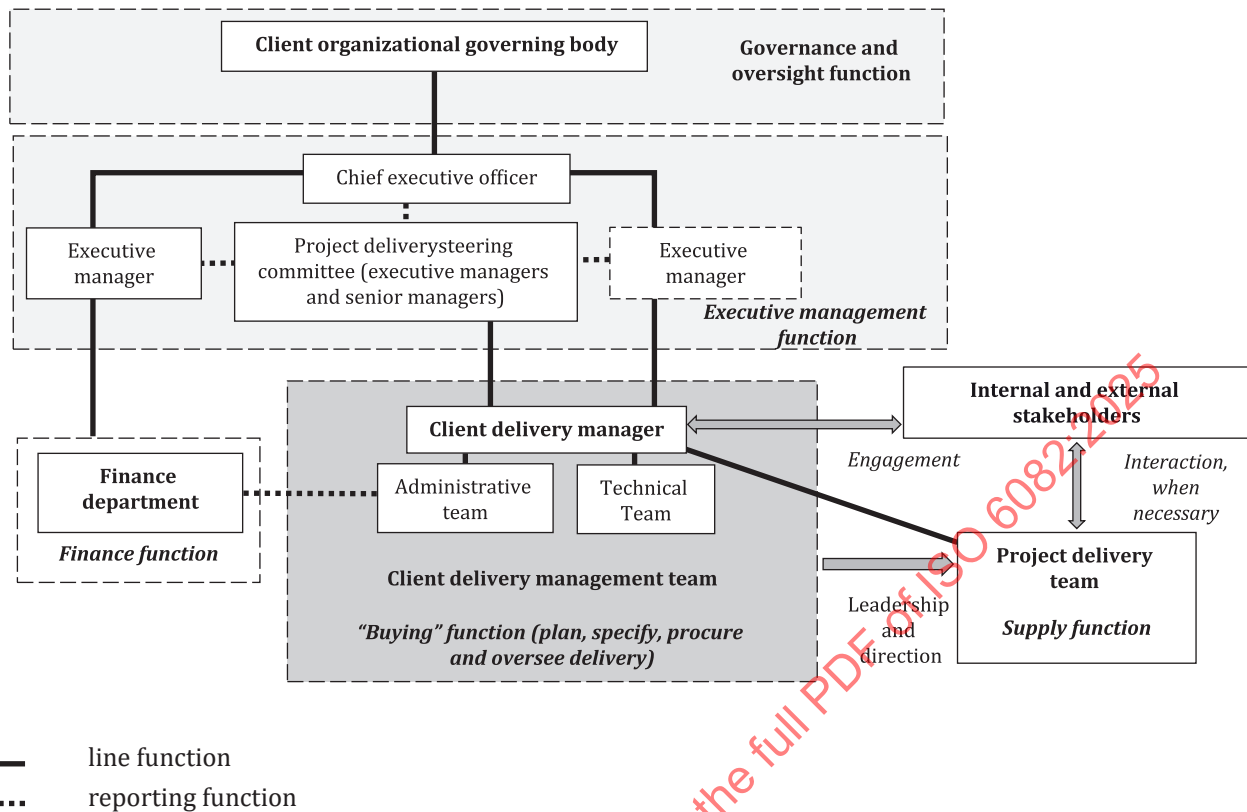 Client organizational governing body
Governance and
oversight function
Chief executive officer
Executive
manager
Project deliverysteering
committee (executive managers
and senior managers)
Executive
manager
Executive management
function
Internal and external
stakeholders
Client delivery manager
Engagement
Interaction,
when
necessary
Finance
department
Finance function
Administrative
team
Technical
Team
Client delivery management team
“Buying” function (plan, specify, procure
and oversee delivery)
Leadership
and
direction
Project delivery
team
Supply function
line function
reporting function
the full PDF of ISO 6082:2025